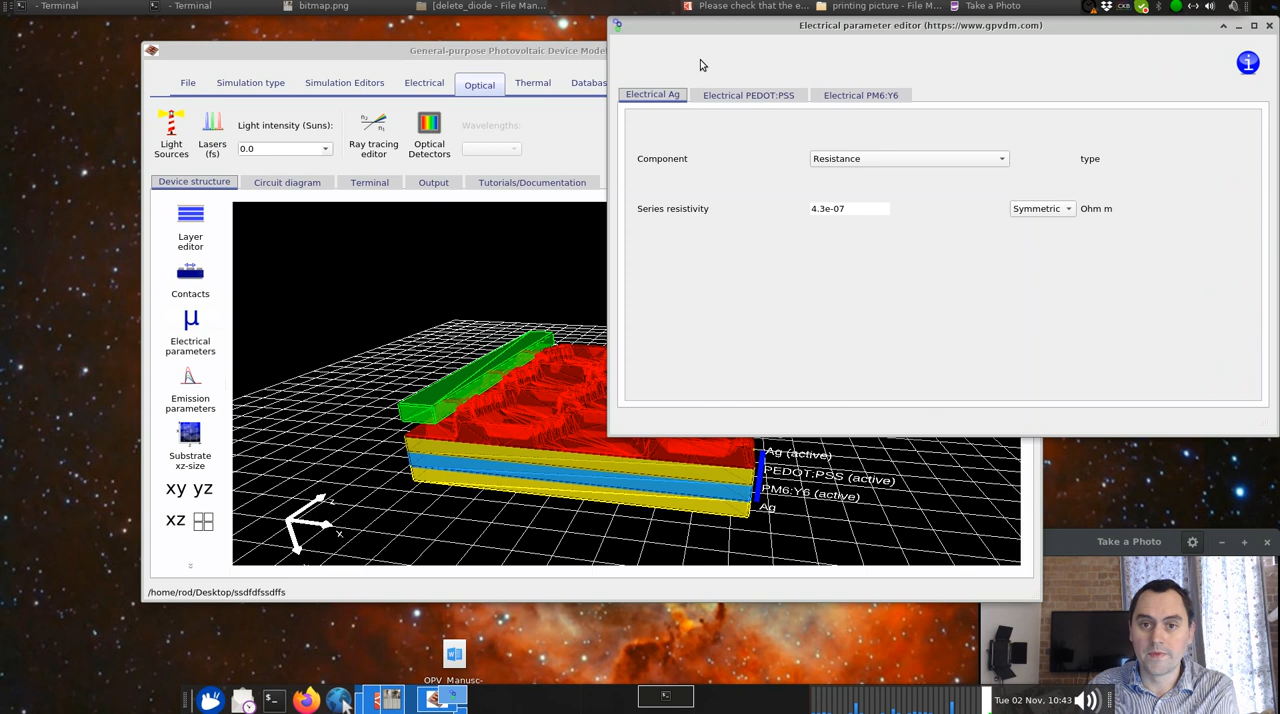 - Terminal
- Terminal
bitmap.png
[delete_diode - File Man...
Please check that the e...
printing picture - File M...
Take a Photo
CKB
Electrical parameter editor (https://www.gpvdm.com)
General-purpose Photovoltaic Device Model
File
Simulation type
Simulation Editors
Electrical
Optical
Thermal
Databas
Light
Sources
Lasers
(fs)
Light intensity (Suns):
0.0
n2
n1
Ray tracing
editor
Optical
Detectors
Wavelengths:
Electrical Ag
Electrical PEDOT:PSS
Electrical PM6:Y6
Component
Resistance
type
Series resistivity
4.3e-07
Symmetric
Ohm m
Device structure
Circuit diagram
Terminal
Output
Tutorials/Documentation
Layer
editor
Contacts
μ
Electrical
parameters
Emission
parameters
Substrate
xz-size
xy yz
xz
Ag (active)
PEDOT:PSS (active)
PM6:Y6 (active)
Ag
x
/home/rod/Desktop/ssdfdfssdffs
Take a Photo
OPV_Manusc-
Tue 02 Nov, 10:43